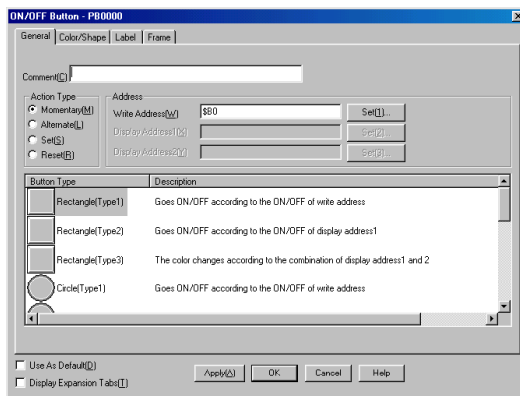 ON/OFF Button - PB0000
General Color/Shape Label Frame
Comment(C)
Action Type Address
Momentary(M) Write Address(W) $B0 Set(1)...
Alternate(L) Display Address1(X) Set(2)...
Set(S) Display Address2(Y) Set(3)...
Reset(R)
Button Type Description
Rectangle(Type1) Goes ON/OFF according to the ON/OFF of write address
Rectangle(Type2) Goes ON/OFF according to the ON/OFF of display address1
Rectangle(Type3) The color changes according to the combination of display address1 and 2
Circle(Type1) Goes ON/OFF according to the ON/OFF of write address
Use As Default(D)
Display Expansion Tabs(T)
Apply(A) OK Cancel Help